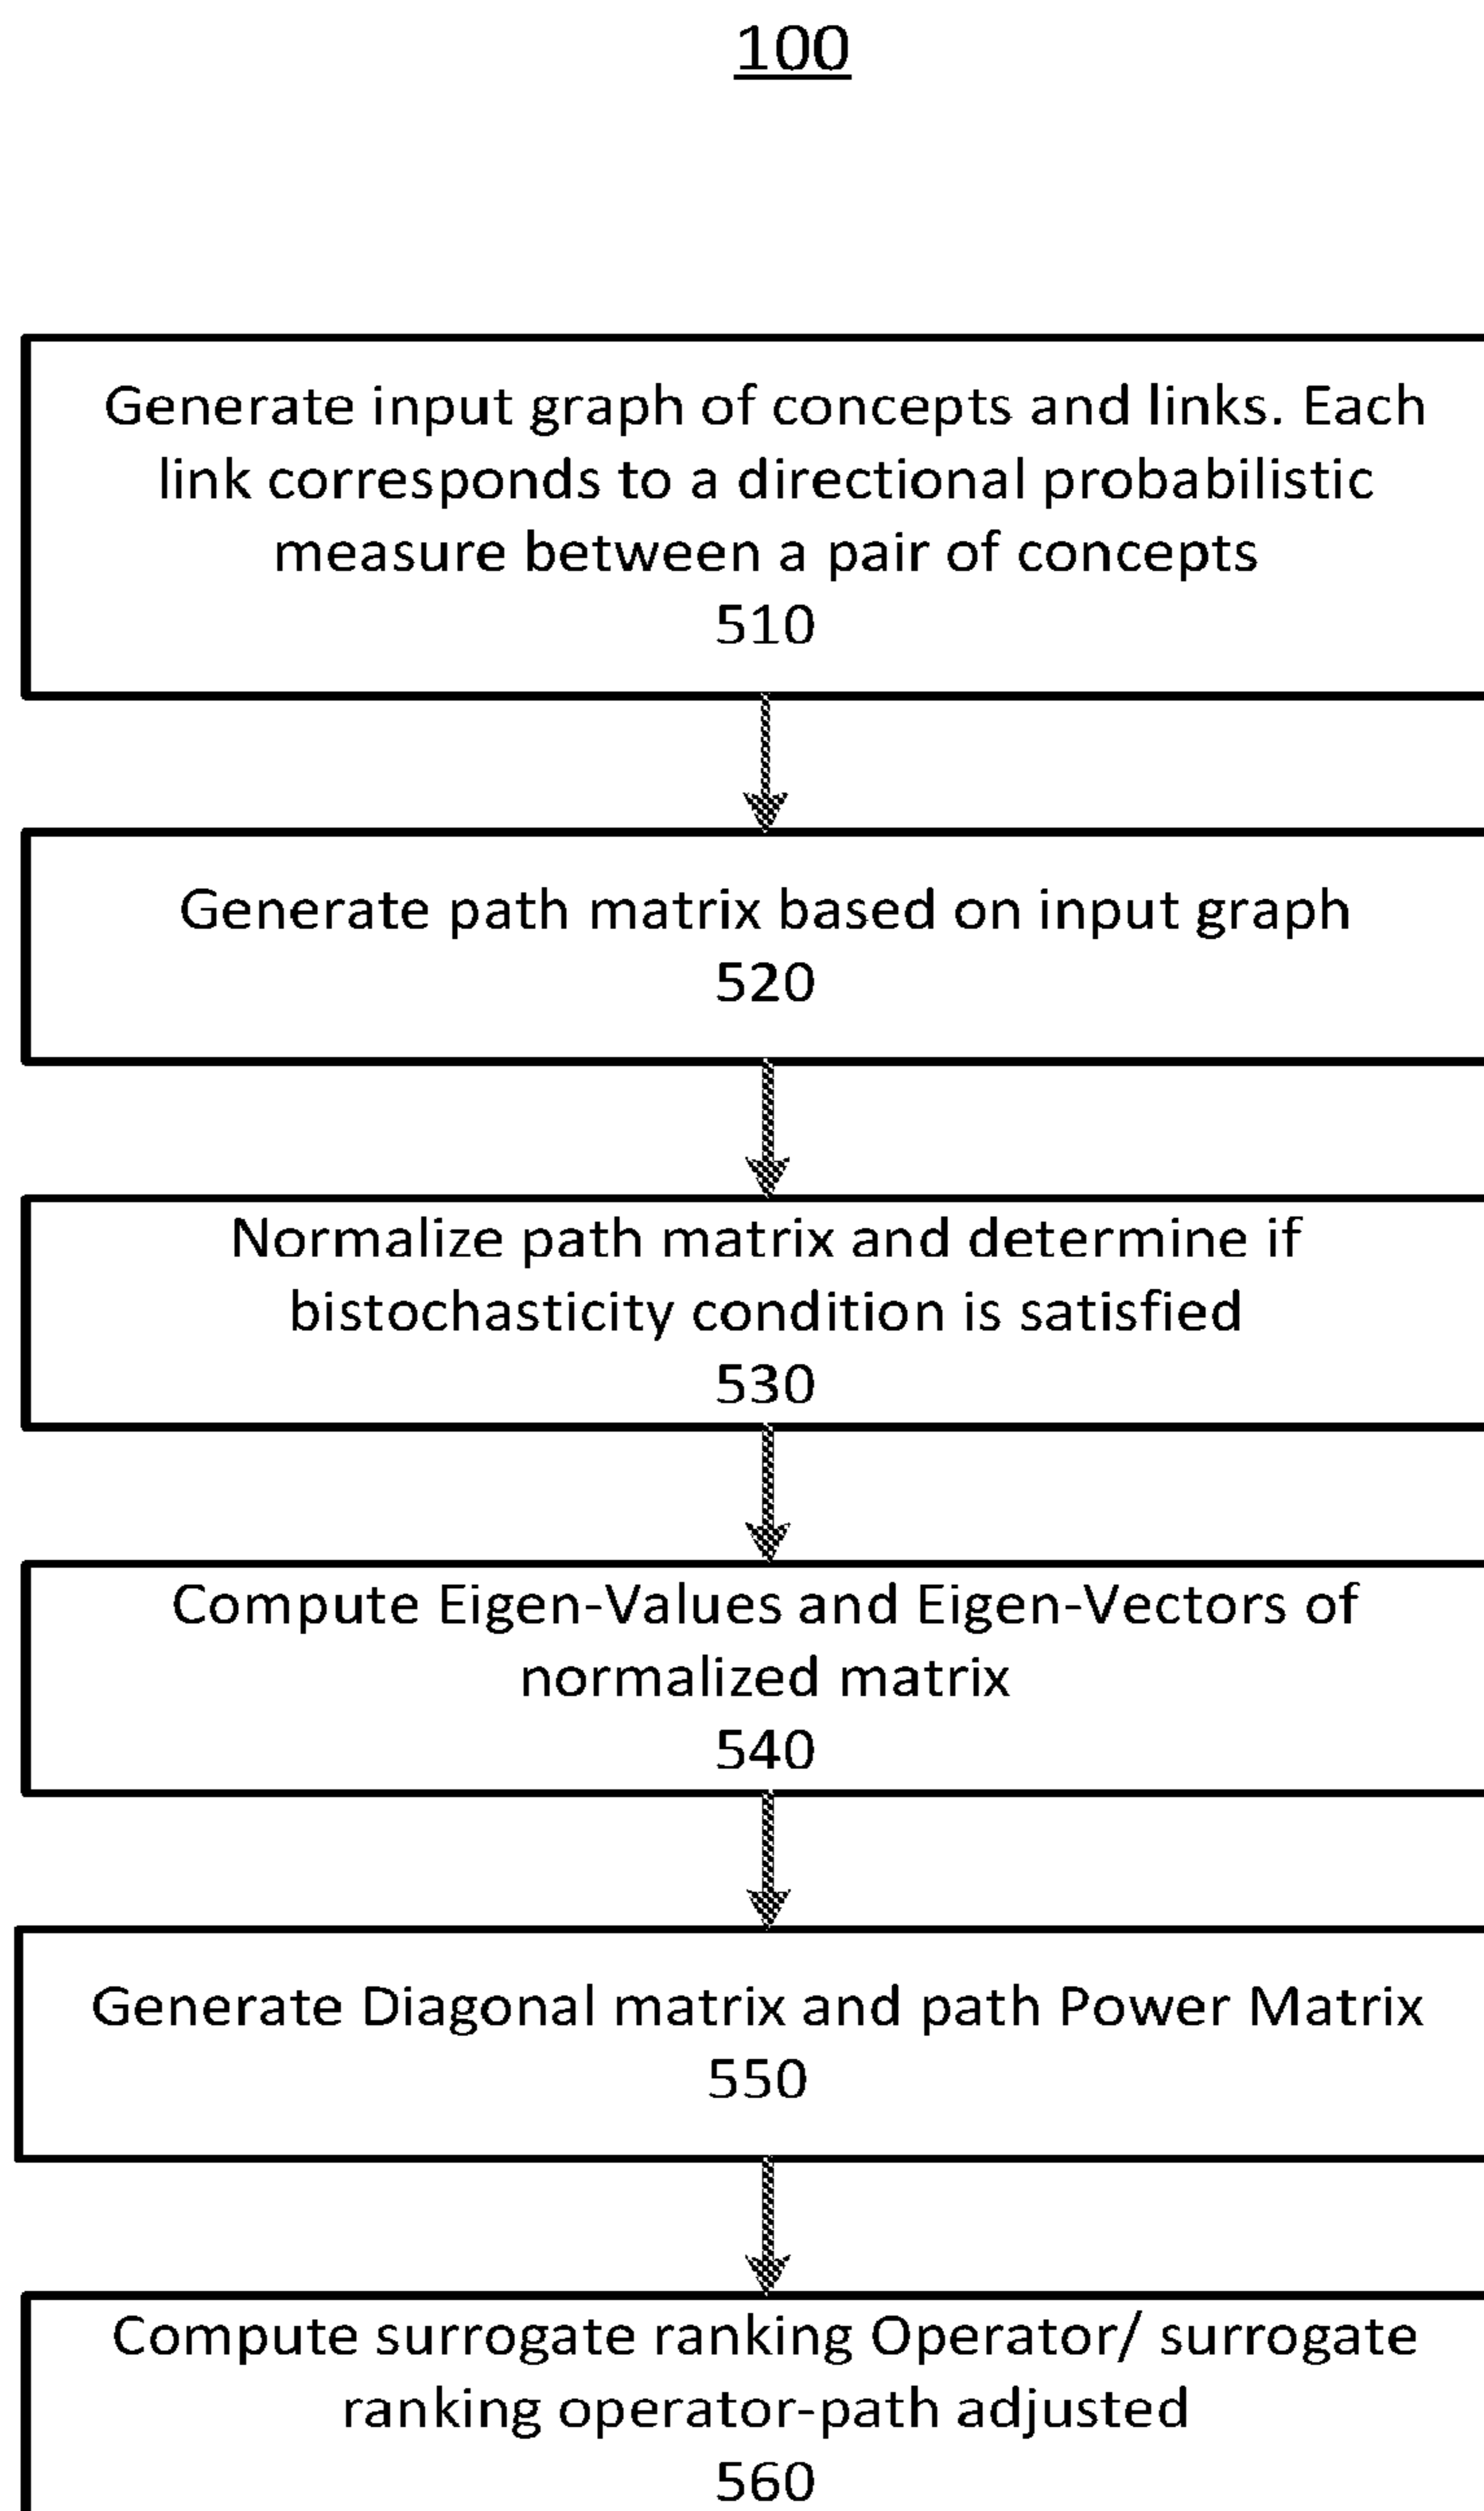 100
Generate input graph of concepts and links. Each
link corresponds to a directional probabilistic
measure between a pair of concepts
510
Generate path matrix based on input graph
520
Normalize path matrix and determine if
bistochasticity condition is satisfied
530
Compute Eigen-Values and Eigen-Vectors of
normalized matrix
540
Generate Diagonal matrix and path Power Matrix
550
Compute surrogate ranking Operator/ surrogate
ranking operator-path adjusted
560